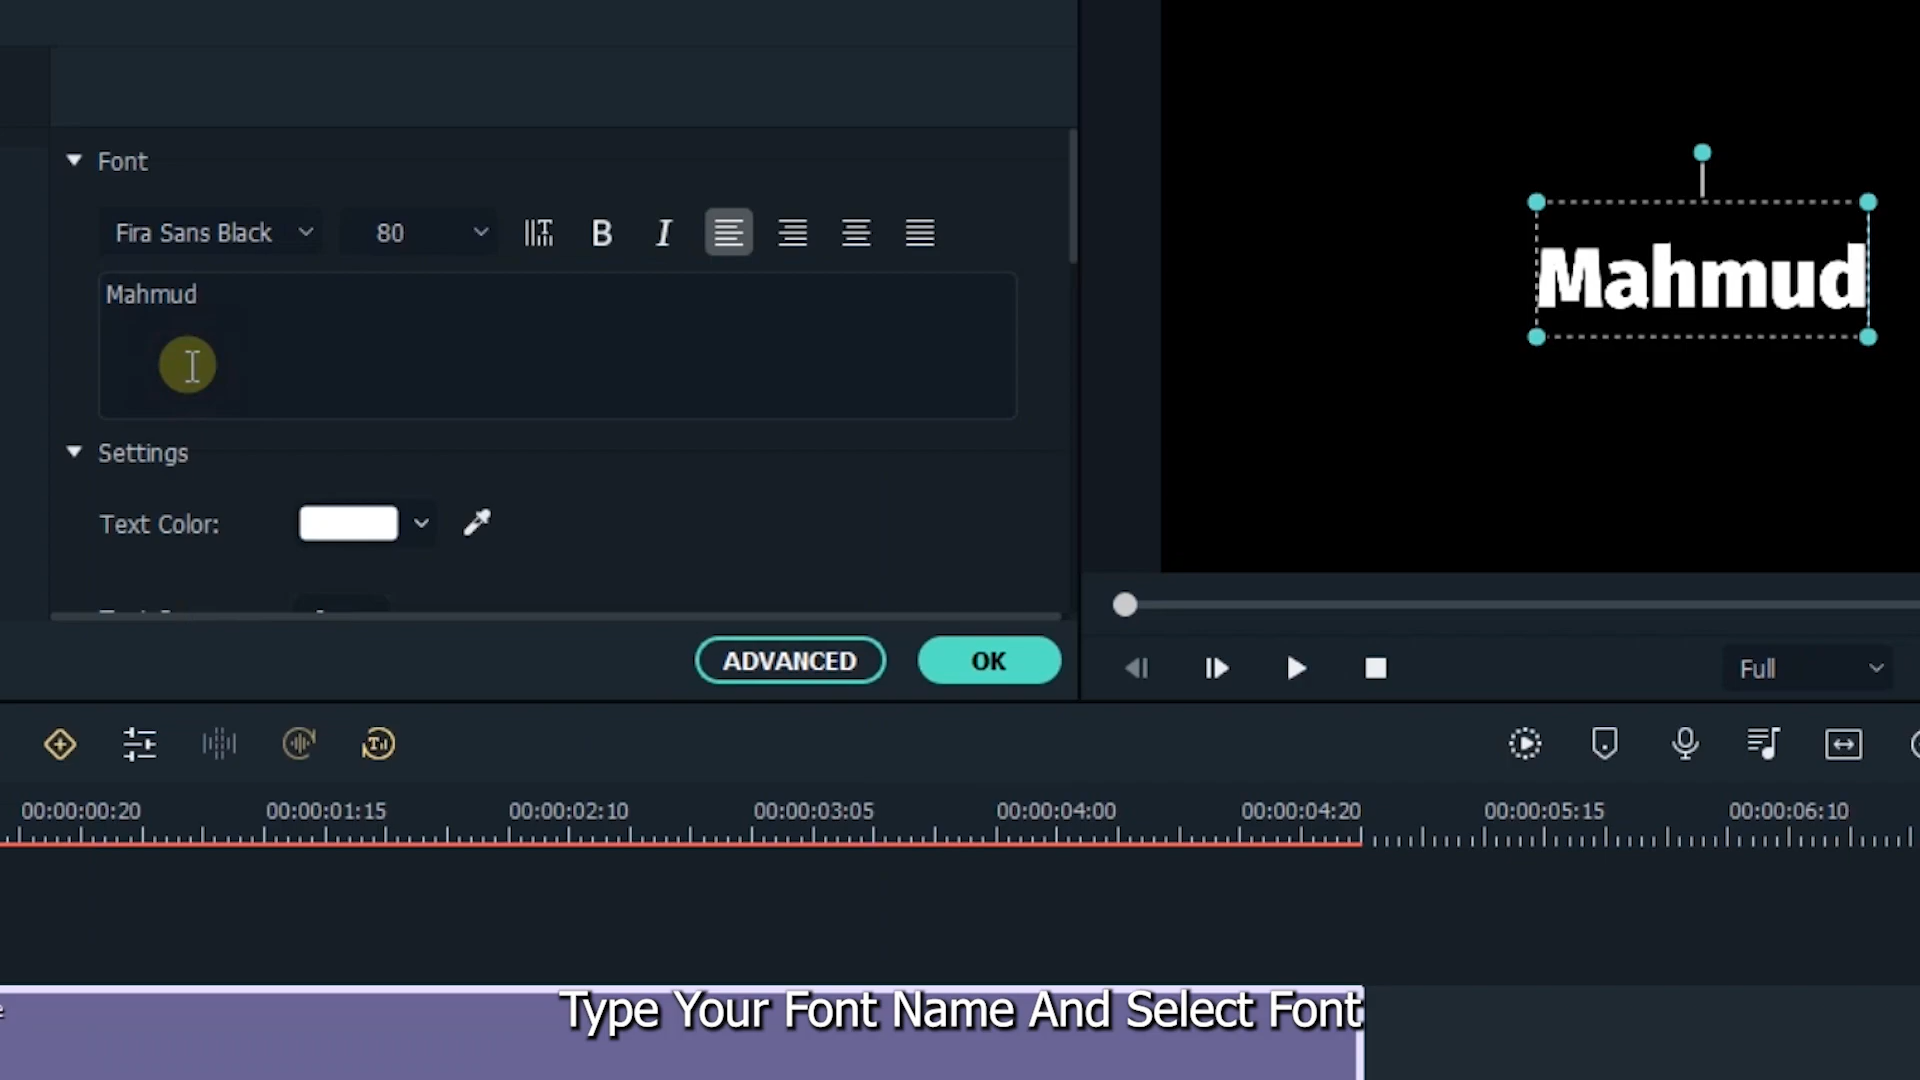 Font
Fira Sans Black
80
B
I
Mahmud
Mahmud
Settings
Text Color:
ADVANCED
OK
Full
00:00:00:20
00:00:01:15
00:00:02:10
00:00:03:05
00:00:04:00
00:00:04:20
00:00:05:15
00:00:06:10
Type Your Font Name And Select Font